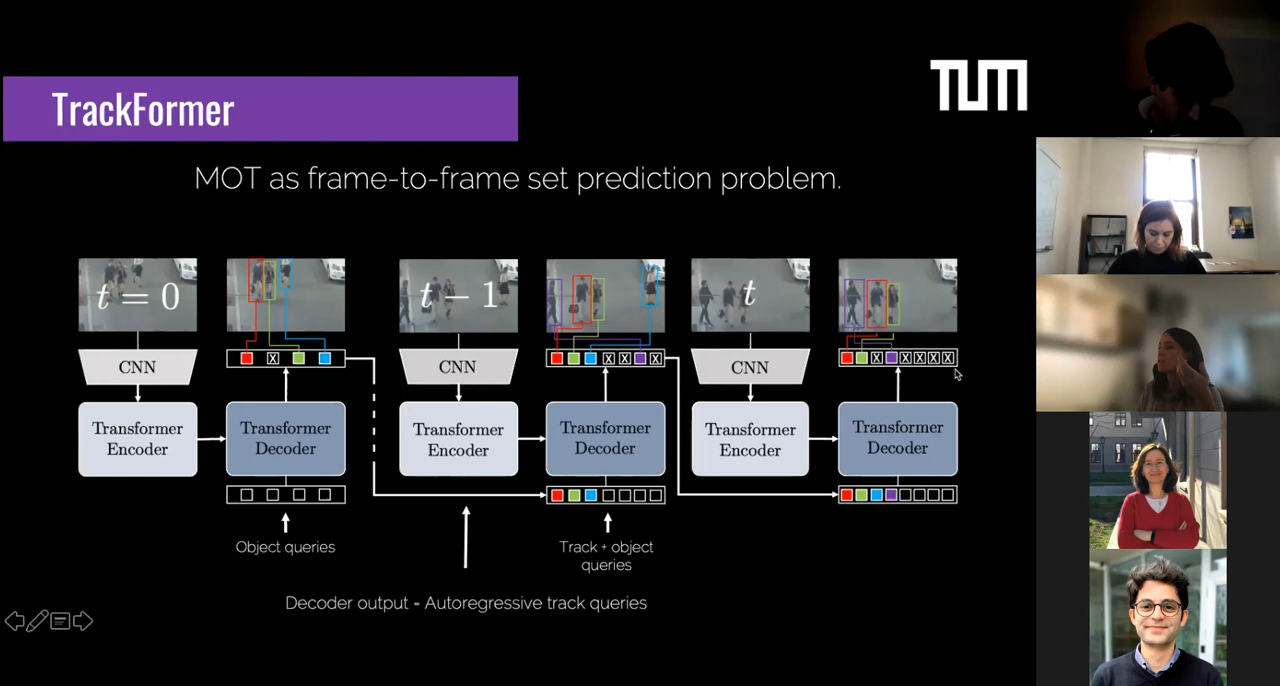 TUM
TrackFormer
MOT as frame-to-frame set prediction problem.
t = 0
t − 1
t
CNN
CNN
CNN
Transformer
Encoder
Transformer
Decoder
Transformer
Encoder
Transformer
Decoder
Transformer
Encoder
Transformer
Decoder
Object queries
Track + object
queries
Decoder output = Autoregressive track queries